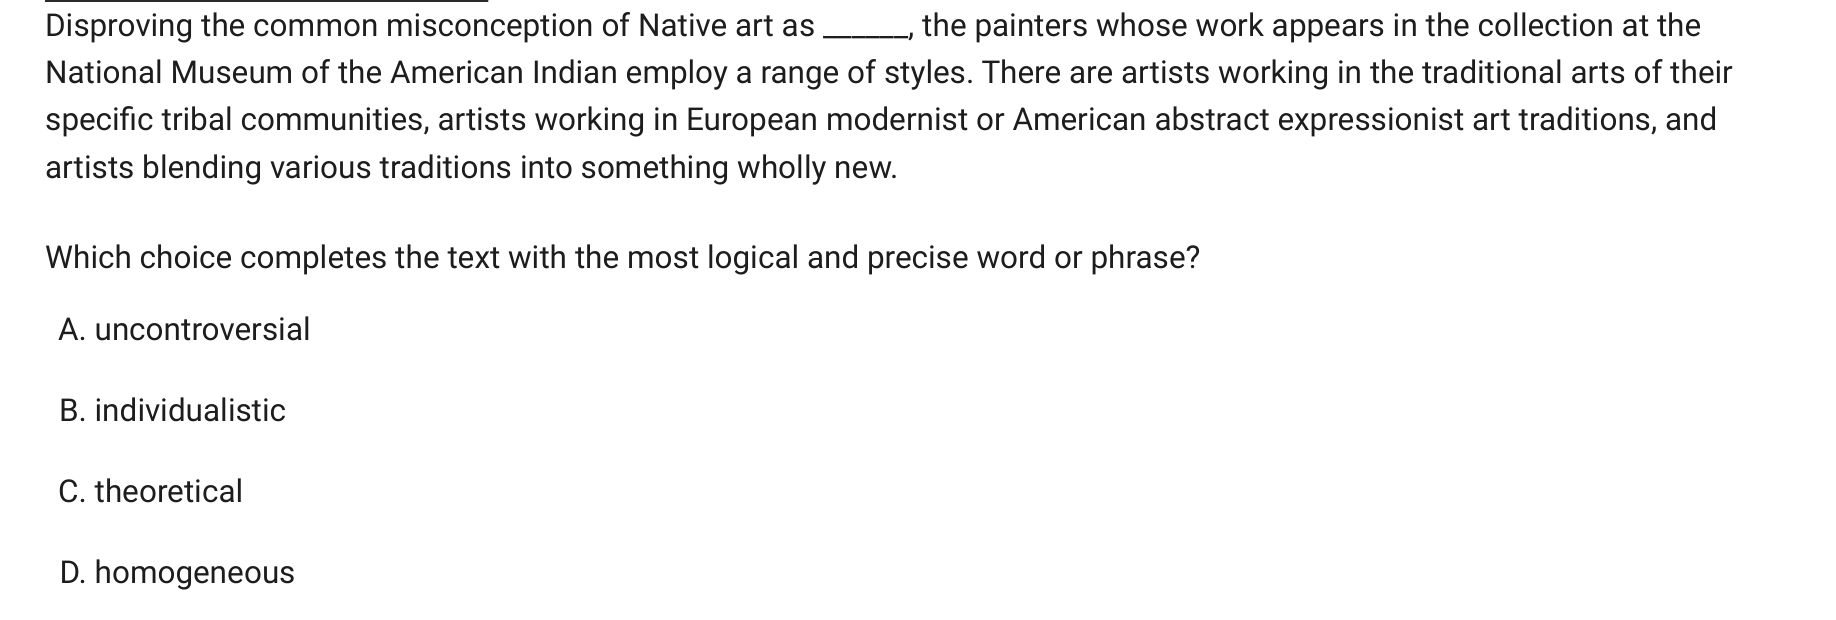 Disproving the common misconception of Native art as ______, the painters whose work appears in the collection at the
National Museum of the American Indian employ a range of styles. There are artists working in the traditional arts of their
specific tribal communities, artists working in European modernist or American abstract expressionist art traditions, and
artists blending various traditions into something wholly new.
Which choice completes the text with the most logical and precise word or phrase?
A. uncontroversial
B. individualistic
C. theoretical
D. homogeneous